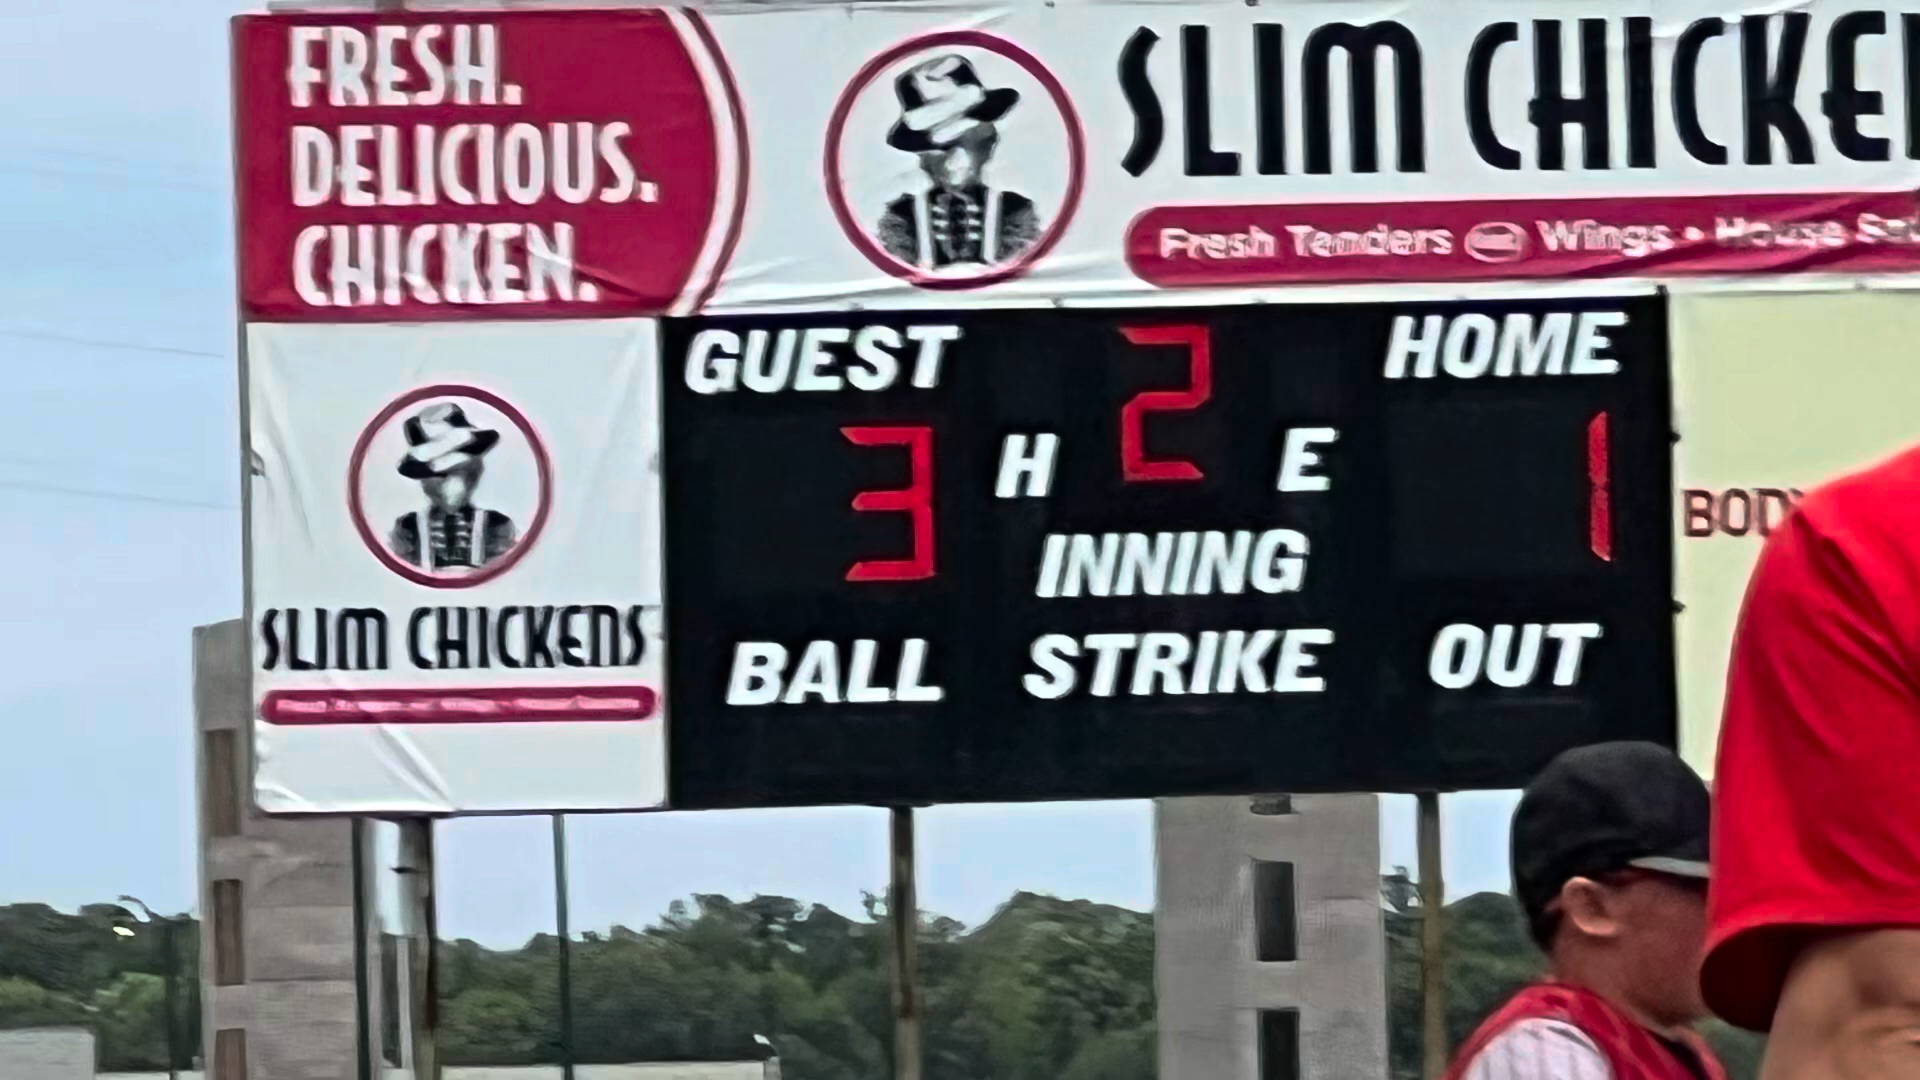 FRESH.
DELICIOUS.
CHICKEN.
SLIM CHICKE
Fresh Tenders Wings • House
SLIM CHICKENS
GUEST 2 HOME
3 H E 1
INNING
BALL STRIKE OUT
BODY